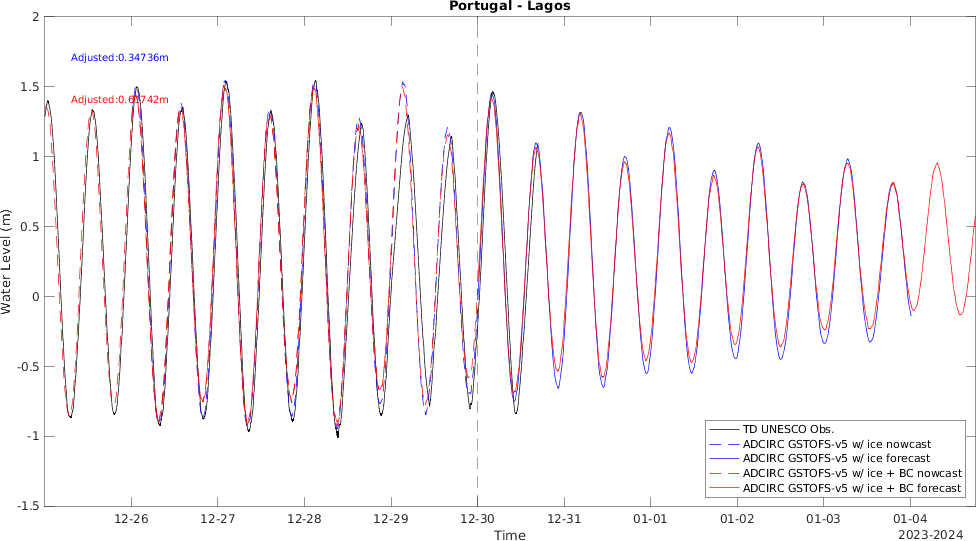 Portugal - Lagos
2
1.5
1
0.5
0
-0.5
-1
-1.5
Water Level (m)
Adjusted:0.34736m
Adjusted:0.61742m
TD UNESCO Obs.
ADCIRC GSTOFS-v5 w/ ice nowcast
ADCIRC GSTOFS-v5 w/ ice forecast
ADCIRC GSTOFS-v5 w/ ice + BC nowcast
ADCIRC GSTOFS-v5 w/ ice + BC forecast
12-26 12-27 12-28 12-29 12-30 12-31 01-01 01-02 01-03 01-04
Time
2023-2024